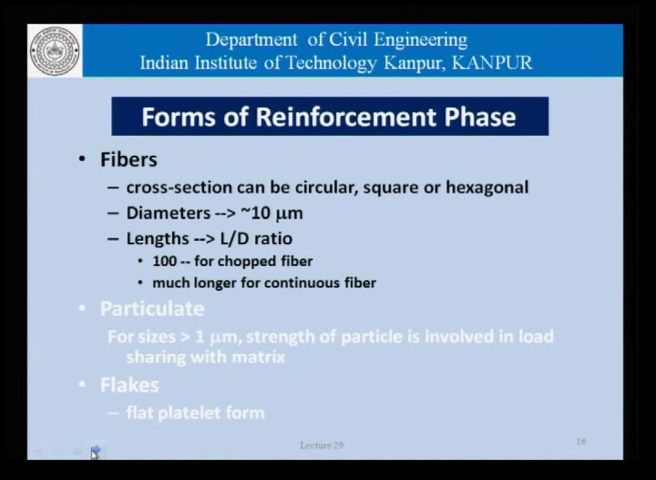 Department of Civil Engineering
Indian Institute of Technology Kanpur, KANPUR
Forms of Reinforcement Phase
• Fibers
– cross-section can be circular, square or hexagonal
– Diameters --> ~10 μm
– Lengths --> L/D ratio
• 100 -- for chopped fiber
• much longer for continuous fiber
• Particulate
For sizes > 1 μm, strength of particle is involved in load
sharing with matrix
• Flakes
– flat platelet form
Lecture 29
16